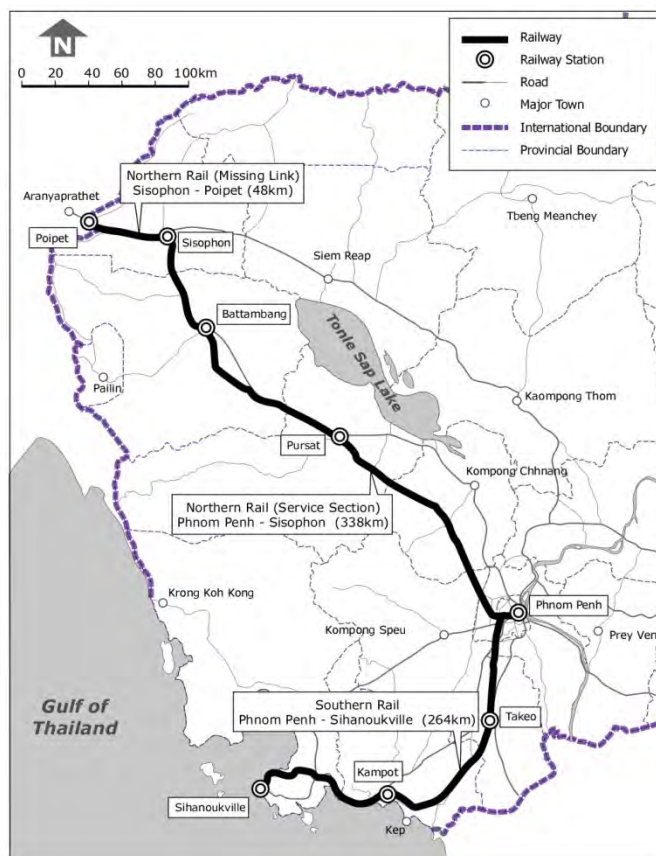 N
0 40 80 100km
Railway
Railway Station
Road
Major Town
International Boundary
Provincial Boundary
Northern Rail (Missing Link)
Sisophon - Poipet (48km)
Aranyaprathet
Poipet
Sisophon
Tbeng Meanchey
Siem Reap
Battambang
Tonle Sap
Lake
Pailin
Kaompong Thom
Pursat
Kompong Chhnang
Northern Rail (Service Section)
Phnom Penh - Sisophon (338km)
Krong Koh Kong
Phnom Penh
Kompong Speu
Prey Ven
Gulf of
Thailand
Southern Rail
Phnom Penh - Sihanoukville (264km)
Takeo
Kampot
Sihanoukville
Kep